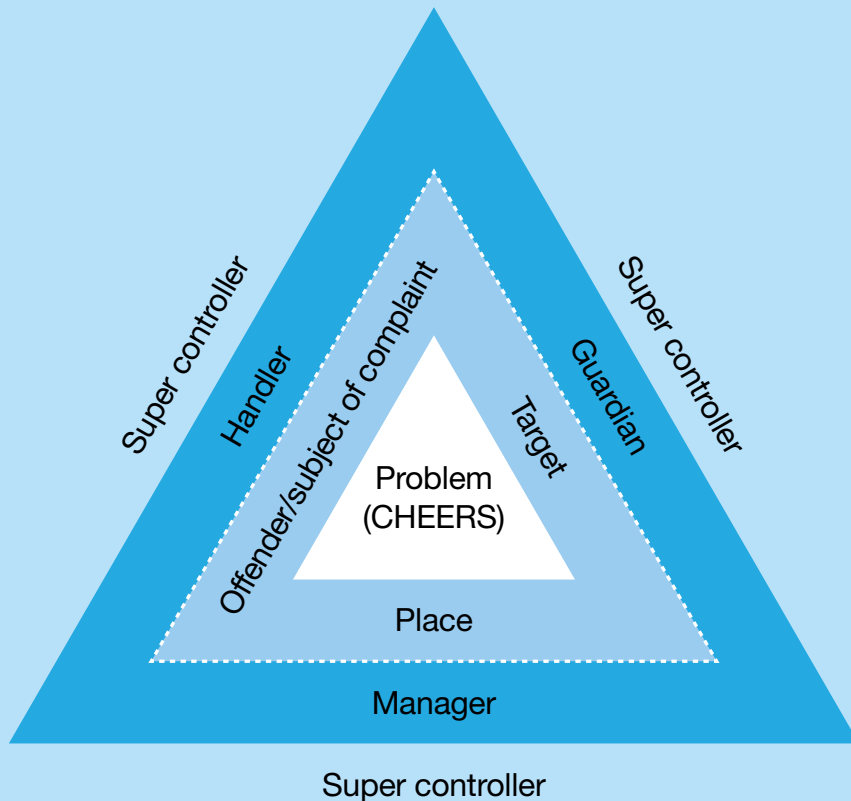 Super controller
Handler
Offender/subject of complaint
Problem
(CHEERS)
Target
Guardian
Super controller
Place
Manager
Super controller